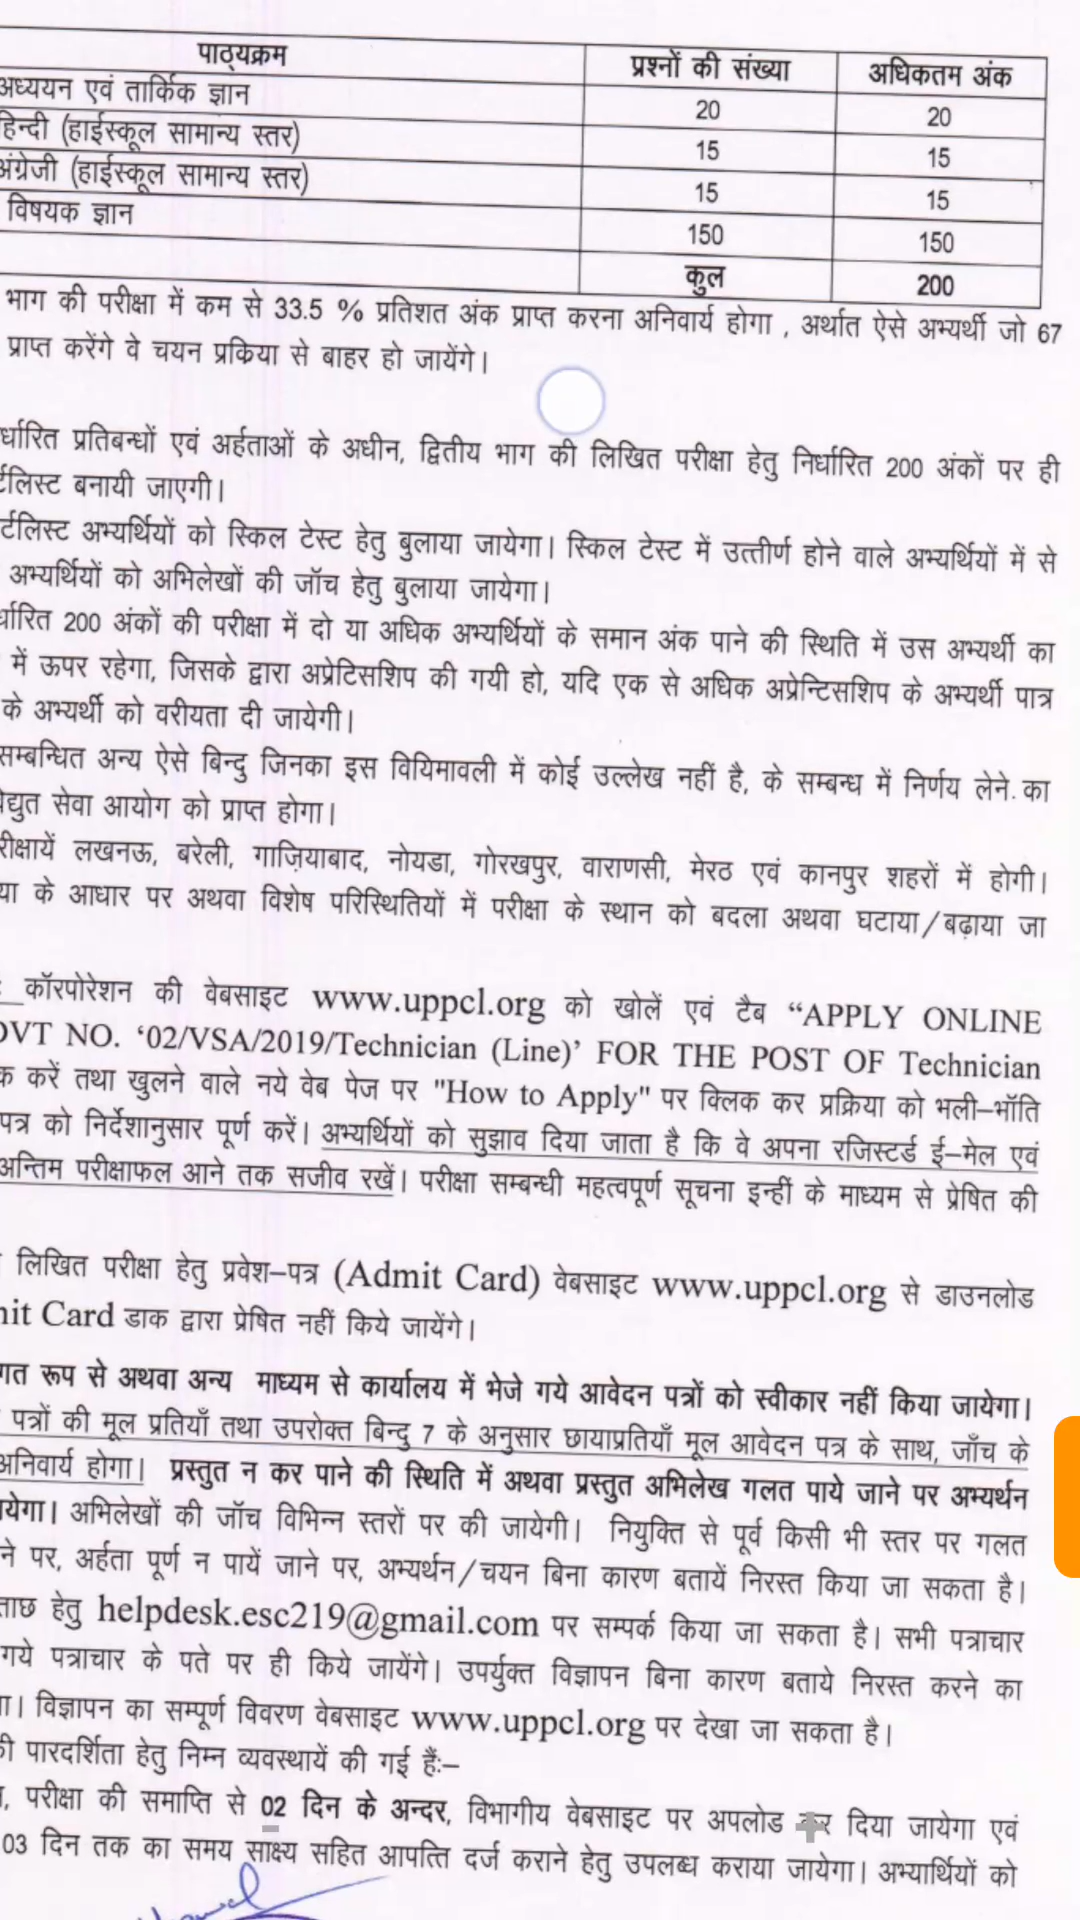 पाठ्यक्रम प्रश्नों की संख्या अधिकतम अंक
अध्ययन एवं तार्किक ज्ञान 20 20
हिन्दी (हाईस्कूल सामान्य स्तर) 15 15
अंग्रेजी (हाईस्कूल सामान्य स्तर) 15 15
विषयक ज्ञान 150 150
कुल 200
भाग की परीक्षा में कम से 33.5 % प्रतिशत अंक प्राप्त करना अनिवार्य होगा , अर्थात ऐसे अभ्यर्थी जो 67
प्राप्त करेंगे वे चयन प्रकिया से बाहर हो जायेंगे।
र्धारित प्रतिबन्धों एवं अर्हताओं के अधीन, द्वितीय भाग की लिखित परीक्षा हेतु निर्धारित 200 अंकों पर ही
र्टलिस्ट बनायी जाएगी।
र्टलिस्ट अभ्यर्थियों को स्किल टेस्ट हेतु बुलाया जायेगा। स्किल टेस्ट में उत्तीर्ण होने वाले अभ्यर्थियों में से
अभ्यर्थियों को अभिलेखों की जॉच हेतु बुलाया जायेगा।
र्धारित 200 अंकों की परीक्षा में दो या अधिक अभ्यर्थियों के समान अंक पाने की स्थिति में उस अभ्यर्थी का
में ऊपर रहेगा, जिसके द्वारा अप्रेटिसशिप की गयी हो, यदि एक से अधिक अप्रेन्टिसशिप के अभ्यर्थी पात्र
के अभ्यर्थी को वरीयता दी जायेगी।
सम्बन्धित अन्य ऐसे बिन्दु जिनका इस वियिमावली में कोई उल्लेख नहीं है, के सम्बन्ध में निर्णय लेने का
वेद्युत सेवा आयोग को प्राप्त होगा।
रीक्षायें लखनऊ, बरेली, गाज़ियाबाद, नोयडा, गोरखपुर, वाराणसी, मेरठ एवं कानपुर शहरों में होगी।
या के आधार पर अथवा विशेष परिस्थितियों में परीक्षा के स्थान को बदला अथवा घटाया/बढ़ाया जा
कॉरपोरेशन की वेबसाइट www.uppcl.org को खोलें एवं टैब “APPLY ONLINE
DVT NO. ‘02/VSA/2019/Technician (Line)’ FOR THE POST OF Technician
क करें तथा खुलने वाले नये वेब पेज पर "How to Apply" पर क्लिक कर प्रक्रिया को भली–भॉति
पत्र को निर्देशानुसार पूर्ण करें। अभ्यर्थियों को सुझाव दिया जाता है कि वे अपना रजिस्टर्ड ई–मेल एवं
अन्तिम परीक्षाफल आने तक सजीव रखें। परीक्षा सम्बन्धी महत्वपूर्ण सूचना इन्हीं के माध्यम से प्रेषित की
लिखित परीक्षा हेतु प्रवेश–पत्र (Admit Card) वेबसाइट www.uppcl.org से डाउनलोड
mit Card डाक द्वारा प्रेषित नहीं किये जायेंगे।
गत रूप से अथवा अन्य माध्यम से कार्यालय में भेजे गये आवेदन पत्रों को स्वीकार नहीं किया जायेगा।
पत्रों की मूल प्रतियाँ तथा उपरोक्त बिन्दु 7 के अनुसार छायाप्रतियाँ मूल आवेदन पत्र के साथ, जाँच के
अनिवार्य होगा। प्रस्तुत न कर पाने की स्थिति में अथवा प्रस्तुत अभिलेख गलत पाये जाने पर अभ्यर्थन
येगा। अभिलेखों की जॉच विभिन्न स्तरों पर की जायेगी। नियुक्ति से पूर्व किसी भी स्तर पर गलत
ने पर, अर्हता पूर्ण न पायें जाने पर, अभ्यर्थन/चयन बिना कारण बतायें निरस्त किया जा सकता है।
ताछ हेतु helpdesk.esc219@gmail.com पर सम्पर्क किया जा सकता है। सभी पत्राचार
गये पत्राचार के पते पर ही किये जायेंगे। उपर्युक्त विज्ञापन बिना कारण बताये निरस्त करने का
ा। विज्ञापन का सम्पूर्ण विवरण वेबसाइट www.uppcl.org पर देखा जा सकता है।
की पारदर्शिता हेतु निम्न व्यवस्थायें की गई हैं:–
, परीक्षा की समाप्ति से 02 दिन के अन्दर, विभागीय वेबसाइट पर अपलोड कर दिया जायेगा एवं
03 दिन तक का समय साक्ष्य सहित आपत्ति दर्ज कराने हेतु उपलब्ध कराया जायेगा। अभ्यार्थियों को